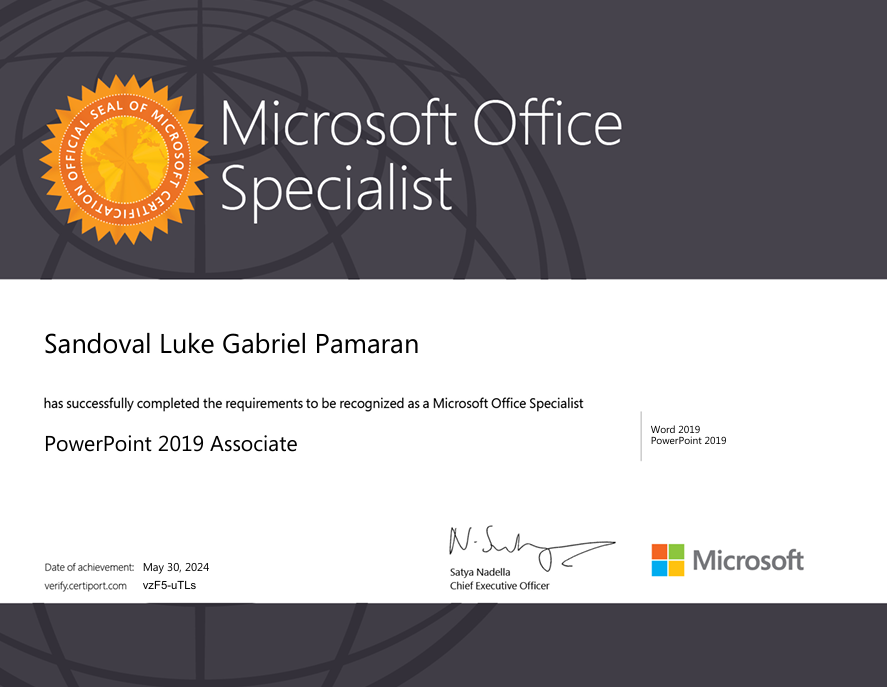 OFFICIAL SEAL OF MICROSOFT CERTIFICATION
Microsoft Office
Specialist
Sandoval Luke Gabriel Pamaran
has successfully completed the requirements to be recognized as a Microsoft Office Specialist
PowerPoint 2019 Associate
Word 2019
PowerPoint 2019
Date of achievement: May 30, 2024
verify.certiport.com vzF5-uTLs
Satya Nadella
Chief Executive Officer
Microsoft